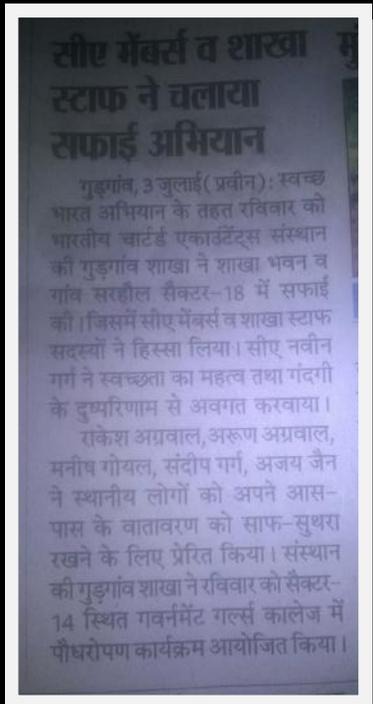 सीए मेंबर्स व शाखा
स्टाफ ने चलाया
सफाई अभियान
गुड़गांव, 3 जुलाई( प्रवीन ) : स्वच्छ
भारत अभियान के तहत रविवार को
भारतीय चार्टर्ड एकाउंटैंट्स संस्थान
की गुड़गांव शाखा ने शाखा भवन व
गांव सरहौल सैक्टर-18 में सफाई
की । जिसमें सीए मेंबर्स व शाखा स्टाफ
सदस्यों ने हिस्सा लिया । सीए नवीन
गर्ग ने स्वच्छता का महत्व तथा गंदगी
के दुष्परिणाम से अवगत करवाया ।
राकेश अग्रवाल, अरूण अग्रवाल,
मनीष गोयल, संदीप गर्ग, अजय जैन
ने स्थानीय लोगों को अपने आस-
पास के वातावरण को साफ-सुथरा
रखने के लिए प्रेरित किया । संस्थान
की गुड़गांव शाखा ने रविवार को सैक्टर-
14 स्थित गवर्नमेंट गर्ल्स कालेज में
पौधरोपण कार्यक्रम आयोजित किया ।